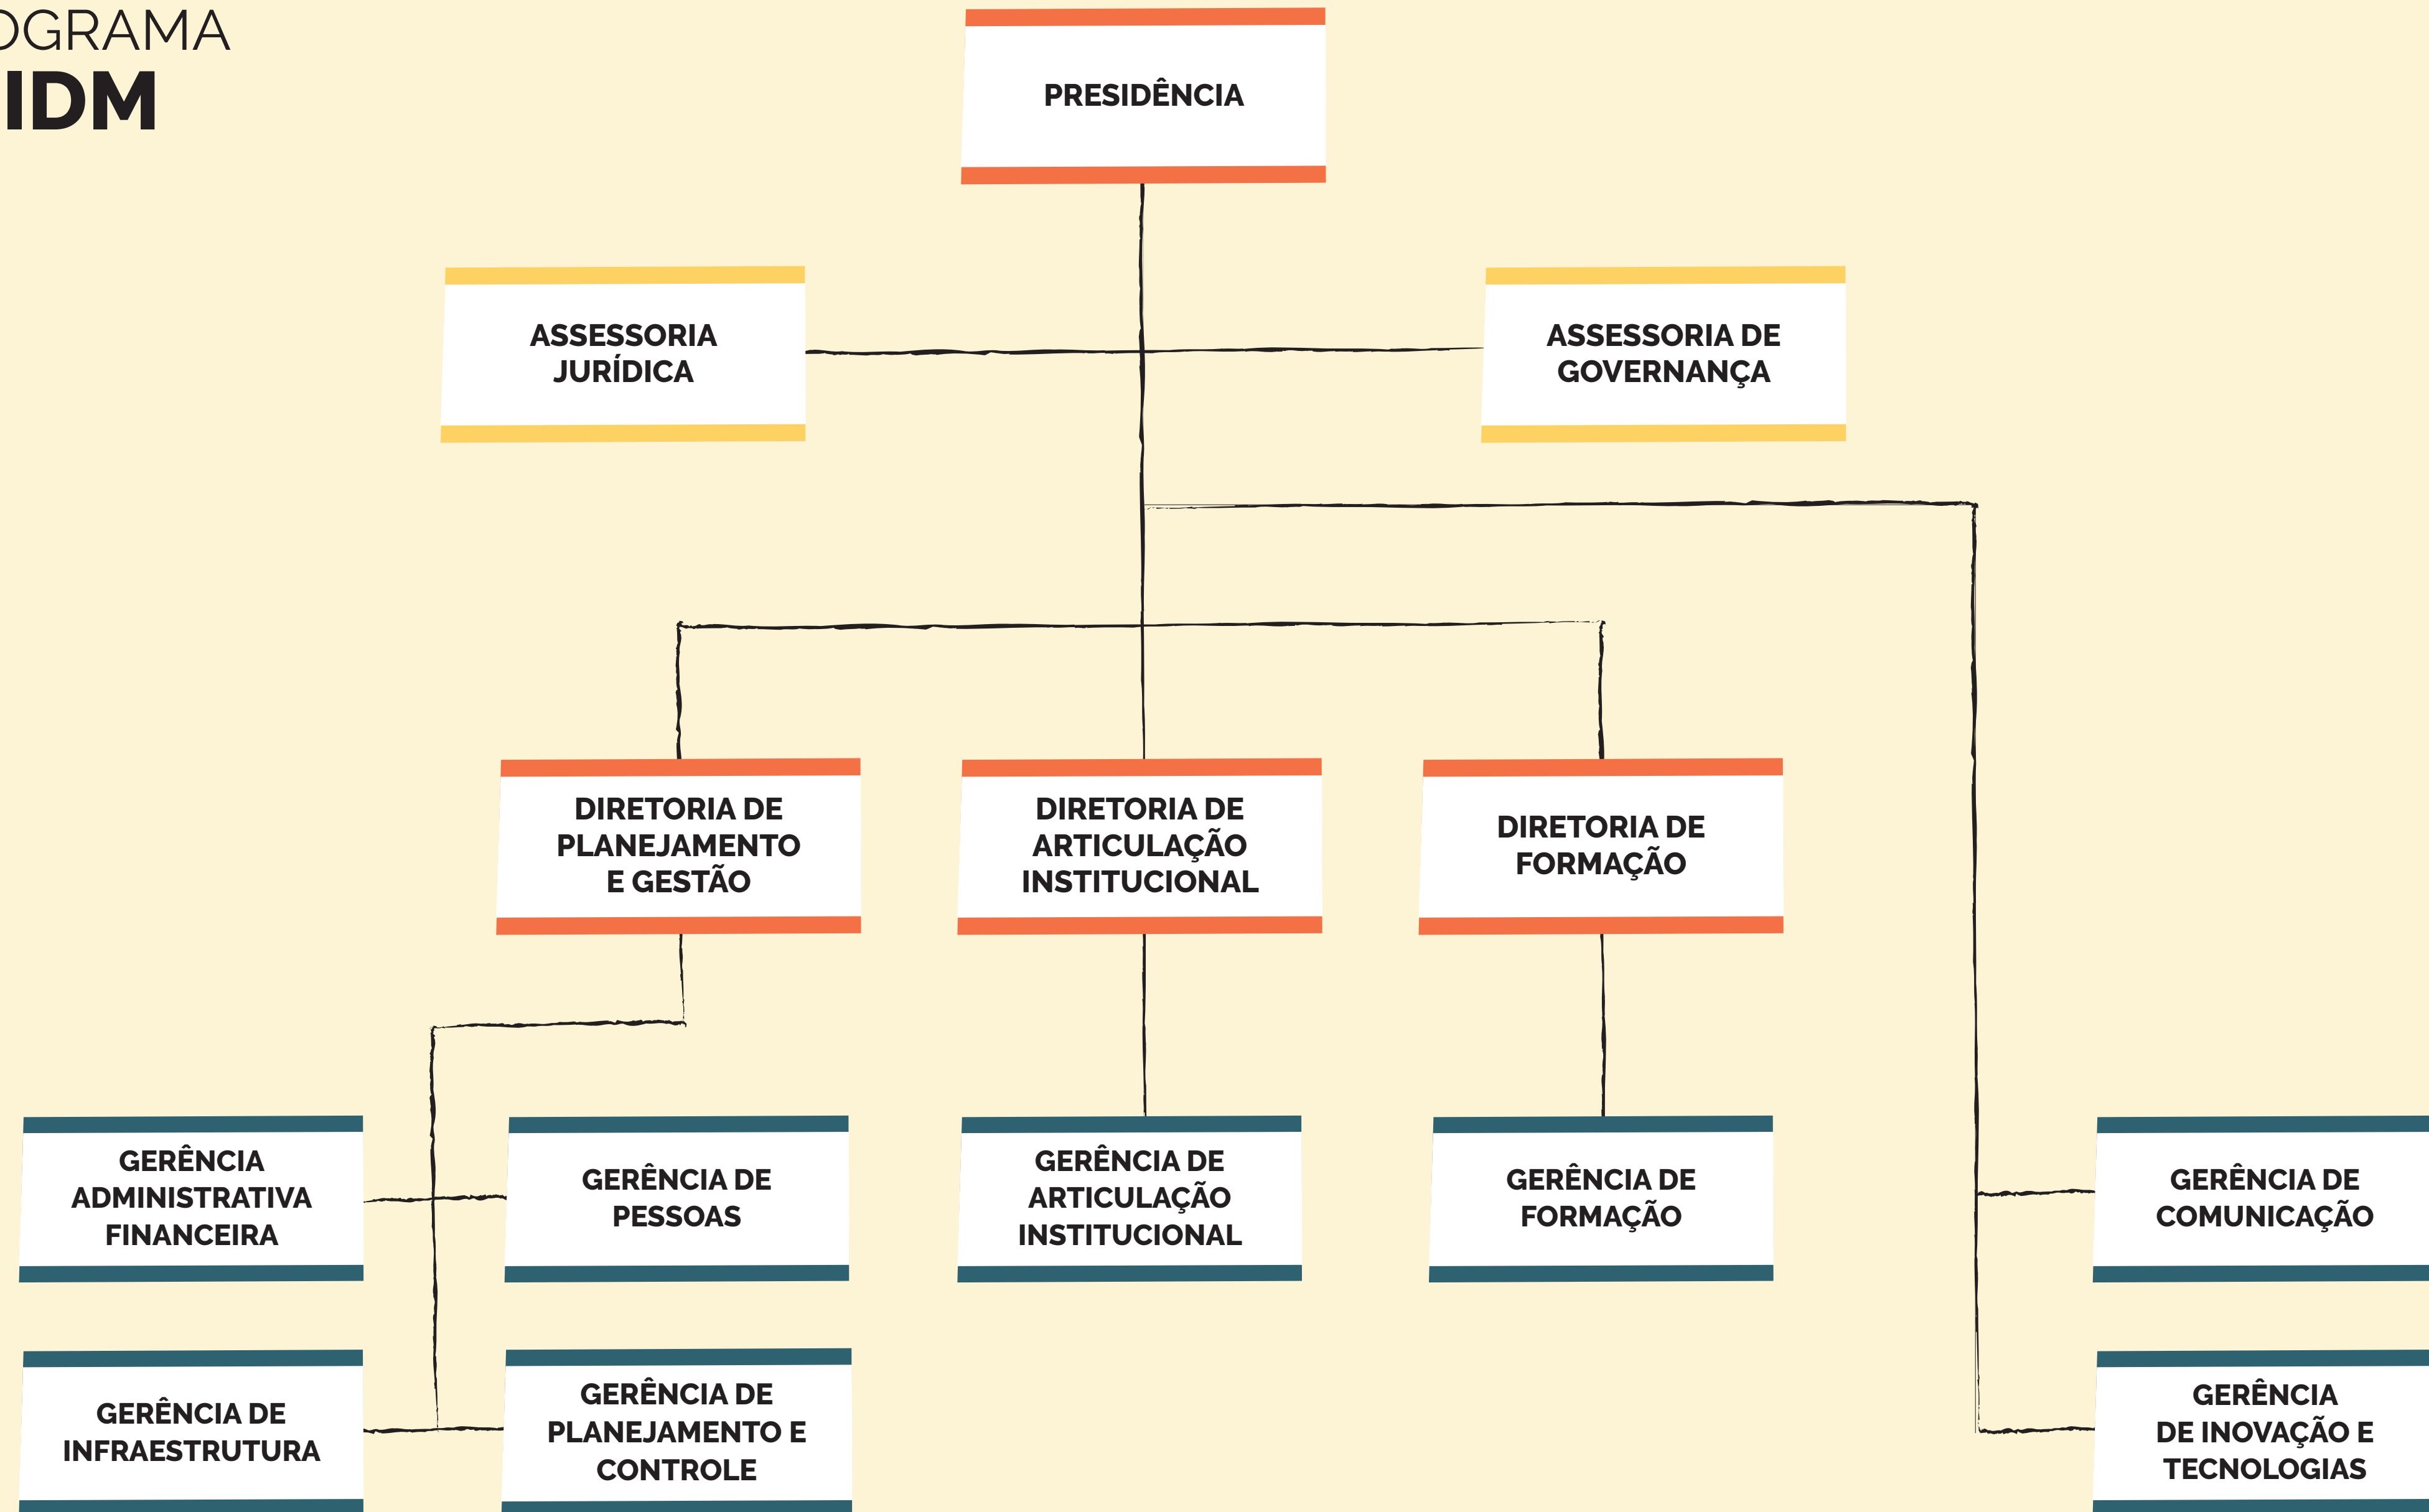 OGRAMA
IDM
PRESIDÊNCIA
ASSESSORIA
JURÍDICA
ASSESSORIA DE
GOVERNANÇA
DIRETORIA DE
PLANEJAMENTO
E GESTÃO
DIRETORIA DE
ARTICULAÇÃO
INSTITUCIONAL
DIRETORIA DE
FORMAÇÃO
GERÊNCIA
ADMINISTRATIVA
FINANCEIRA
GERÊNCIA DE
PESSOAS
GERÊNCIA DE
ARTICULAÇÃO
INSTITUCIONAL
GERÊNCIA DE
FORMAÇÃO
GERÊNCIA DE
COMUNICAÇÃO
GERÊNCIA DE
INFRAESTRUTURA
GERÊNCIA DE
PLANEJAMENTO E
CONTROLE
GERÊNCIA
DE INOVAÇÃO E
TECNOLOGIAS